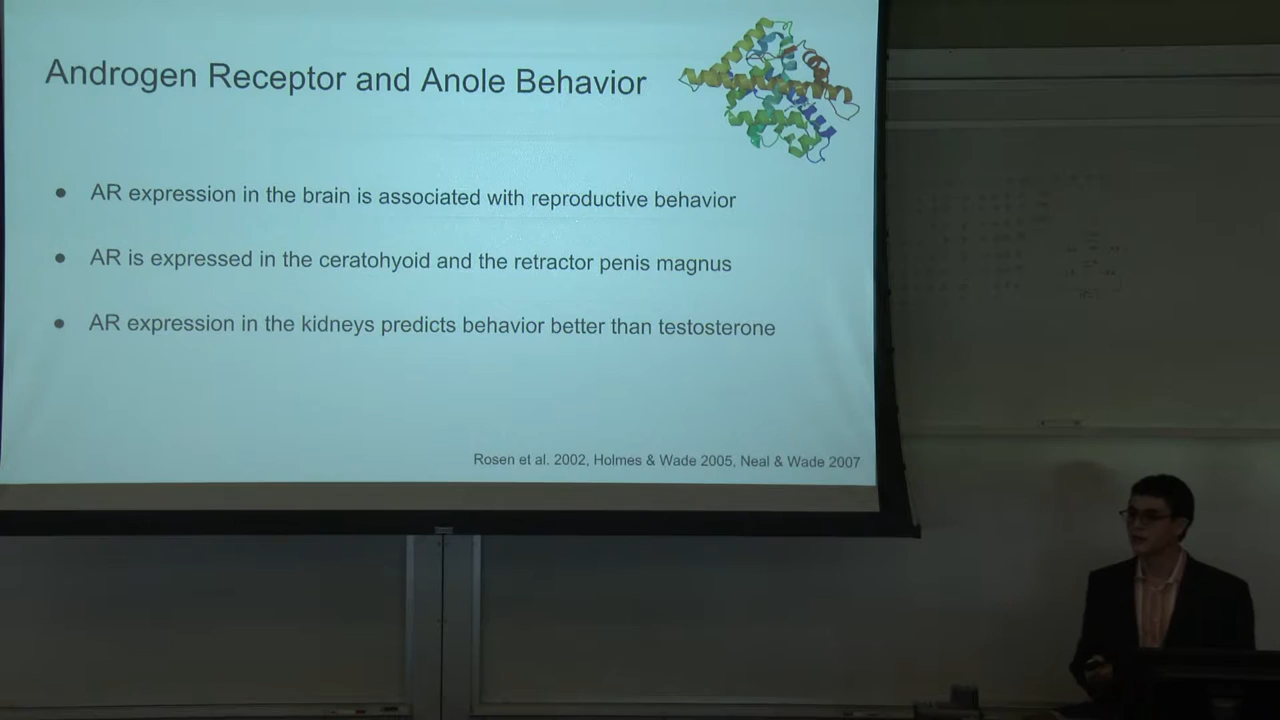 Androgen Receptor and Anole Behavior
● AR expression in the brain is associated with reproductive behavior
● AR is expressed in the ceratohyoid and the retractor penis magnus
● AR expression in the kidneys predicts behavior better than testosterone
Rosen et al. 2002, Holmes & Wade 2005, Neal & Wade 2007